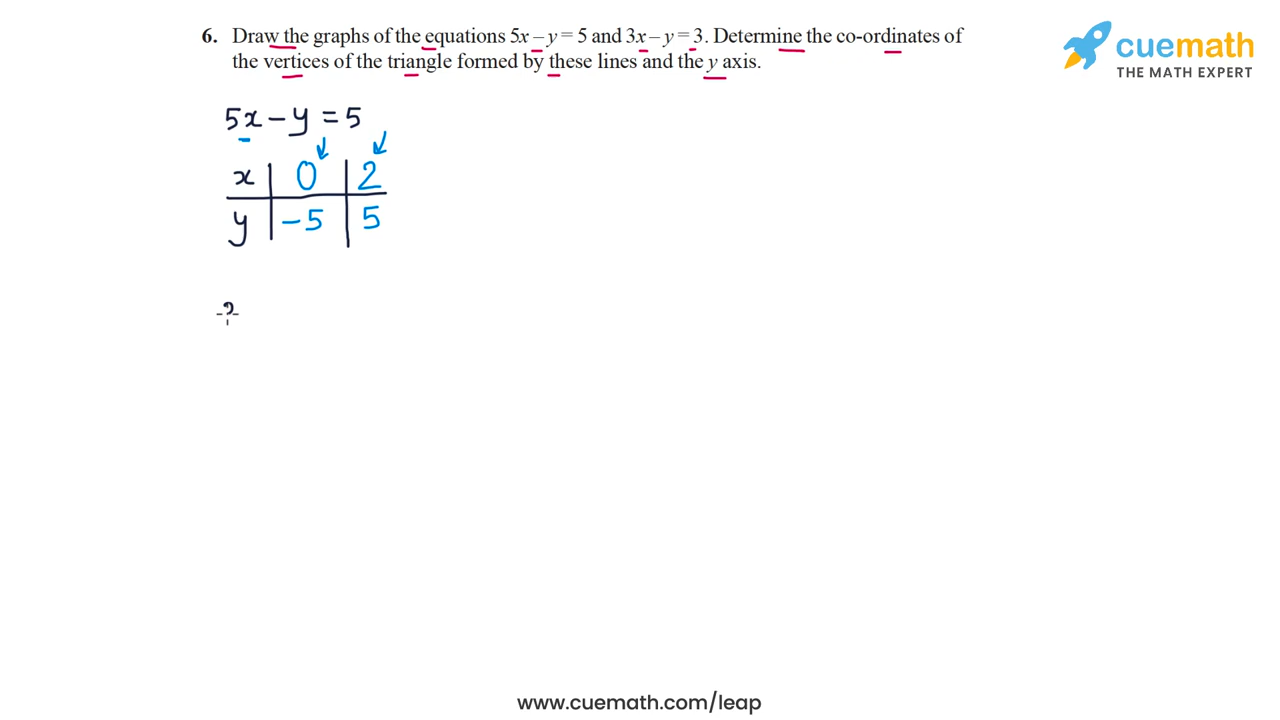 6. Draw the graphs of the equations 5x – y = 5 and 3x – y = 3. Determine the co-ordinates of
the vertices of the triangle formed by these lines and the y axis.
cuemath
THE MATH EXPERT
5x – y = 5
x | 0 | 2
y | –5 | 5
www.cuemath.com/leap